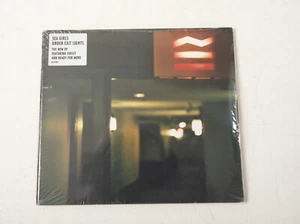 SEA GIRLS
UNDER EXIT LIGHTS
THE NEW EP
FEATURING VIOLET
AND READY FOR MORE